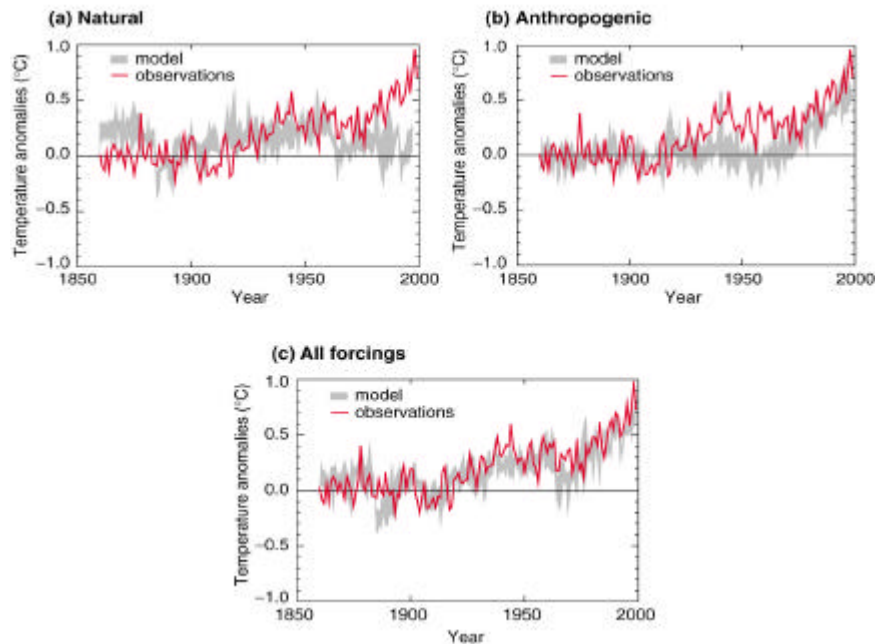 (a) Natural
1.0
0.5
0.0
−0.5
−1.0
Temperature anomalies (°C)
model
observations
1850
1900
1950
2000
Year
(b) Anthropogenic
1.0
0.5
0.0
−0.5
−1.0
Temperature anomalies (°C)
model
observations
1850
1900
1950
2000
Year
(c) All forcings
1.0
0.5
0.0
−0.5
−1.0
Temperature anomalies (°C)
model
observations
1850
1900
1950
2000
Year